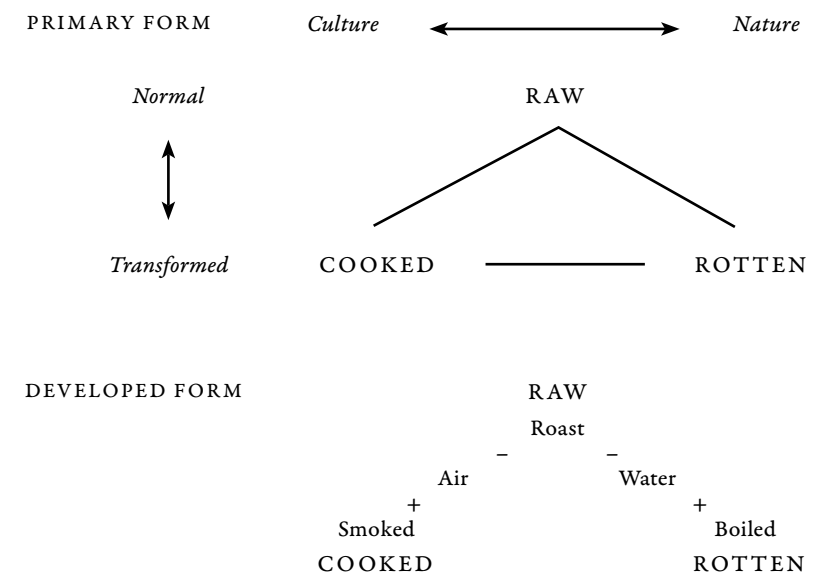 PRIMARY FORM Culture Nature
Normal RAW
Transformed COOKED ROTTEN
DEVELOPED FORM RAW
Roast
– –
Air Water
+ +
Smoked Boiled
COOKED ROTTEN